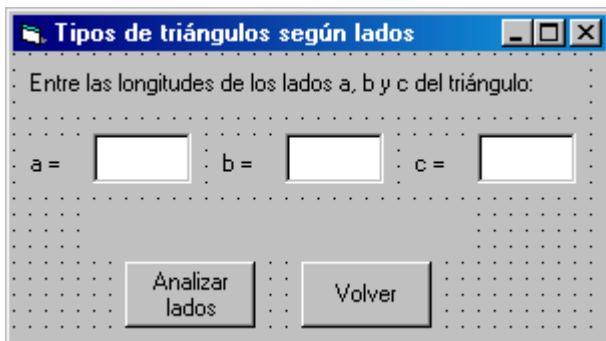 Tipos de triángulos según lados
Entre las longitudes de los lados a, b y c del triángulo:
a = b = c =
Analizar
lados
Volver